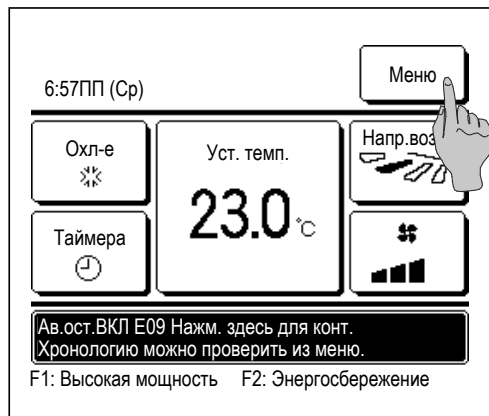 6:57ПП (Ср)
Меню
Охл-е
Уст. темп.
Напр.воз
Таймера
23.0 °C
Ав.ост.ВКЛ E09 Нажм. здесь для конт.
Хронологию можно проверить из меню.
F1: Высокая мощность F2: Энергосбережение